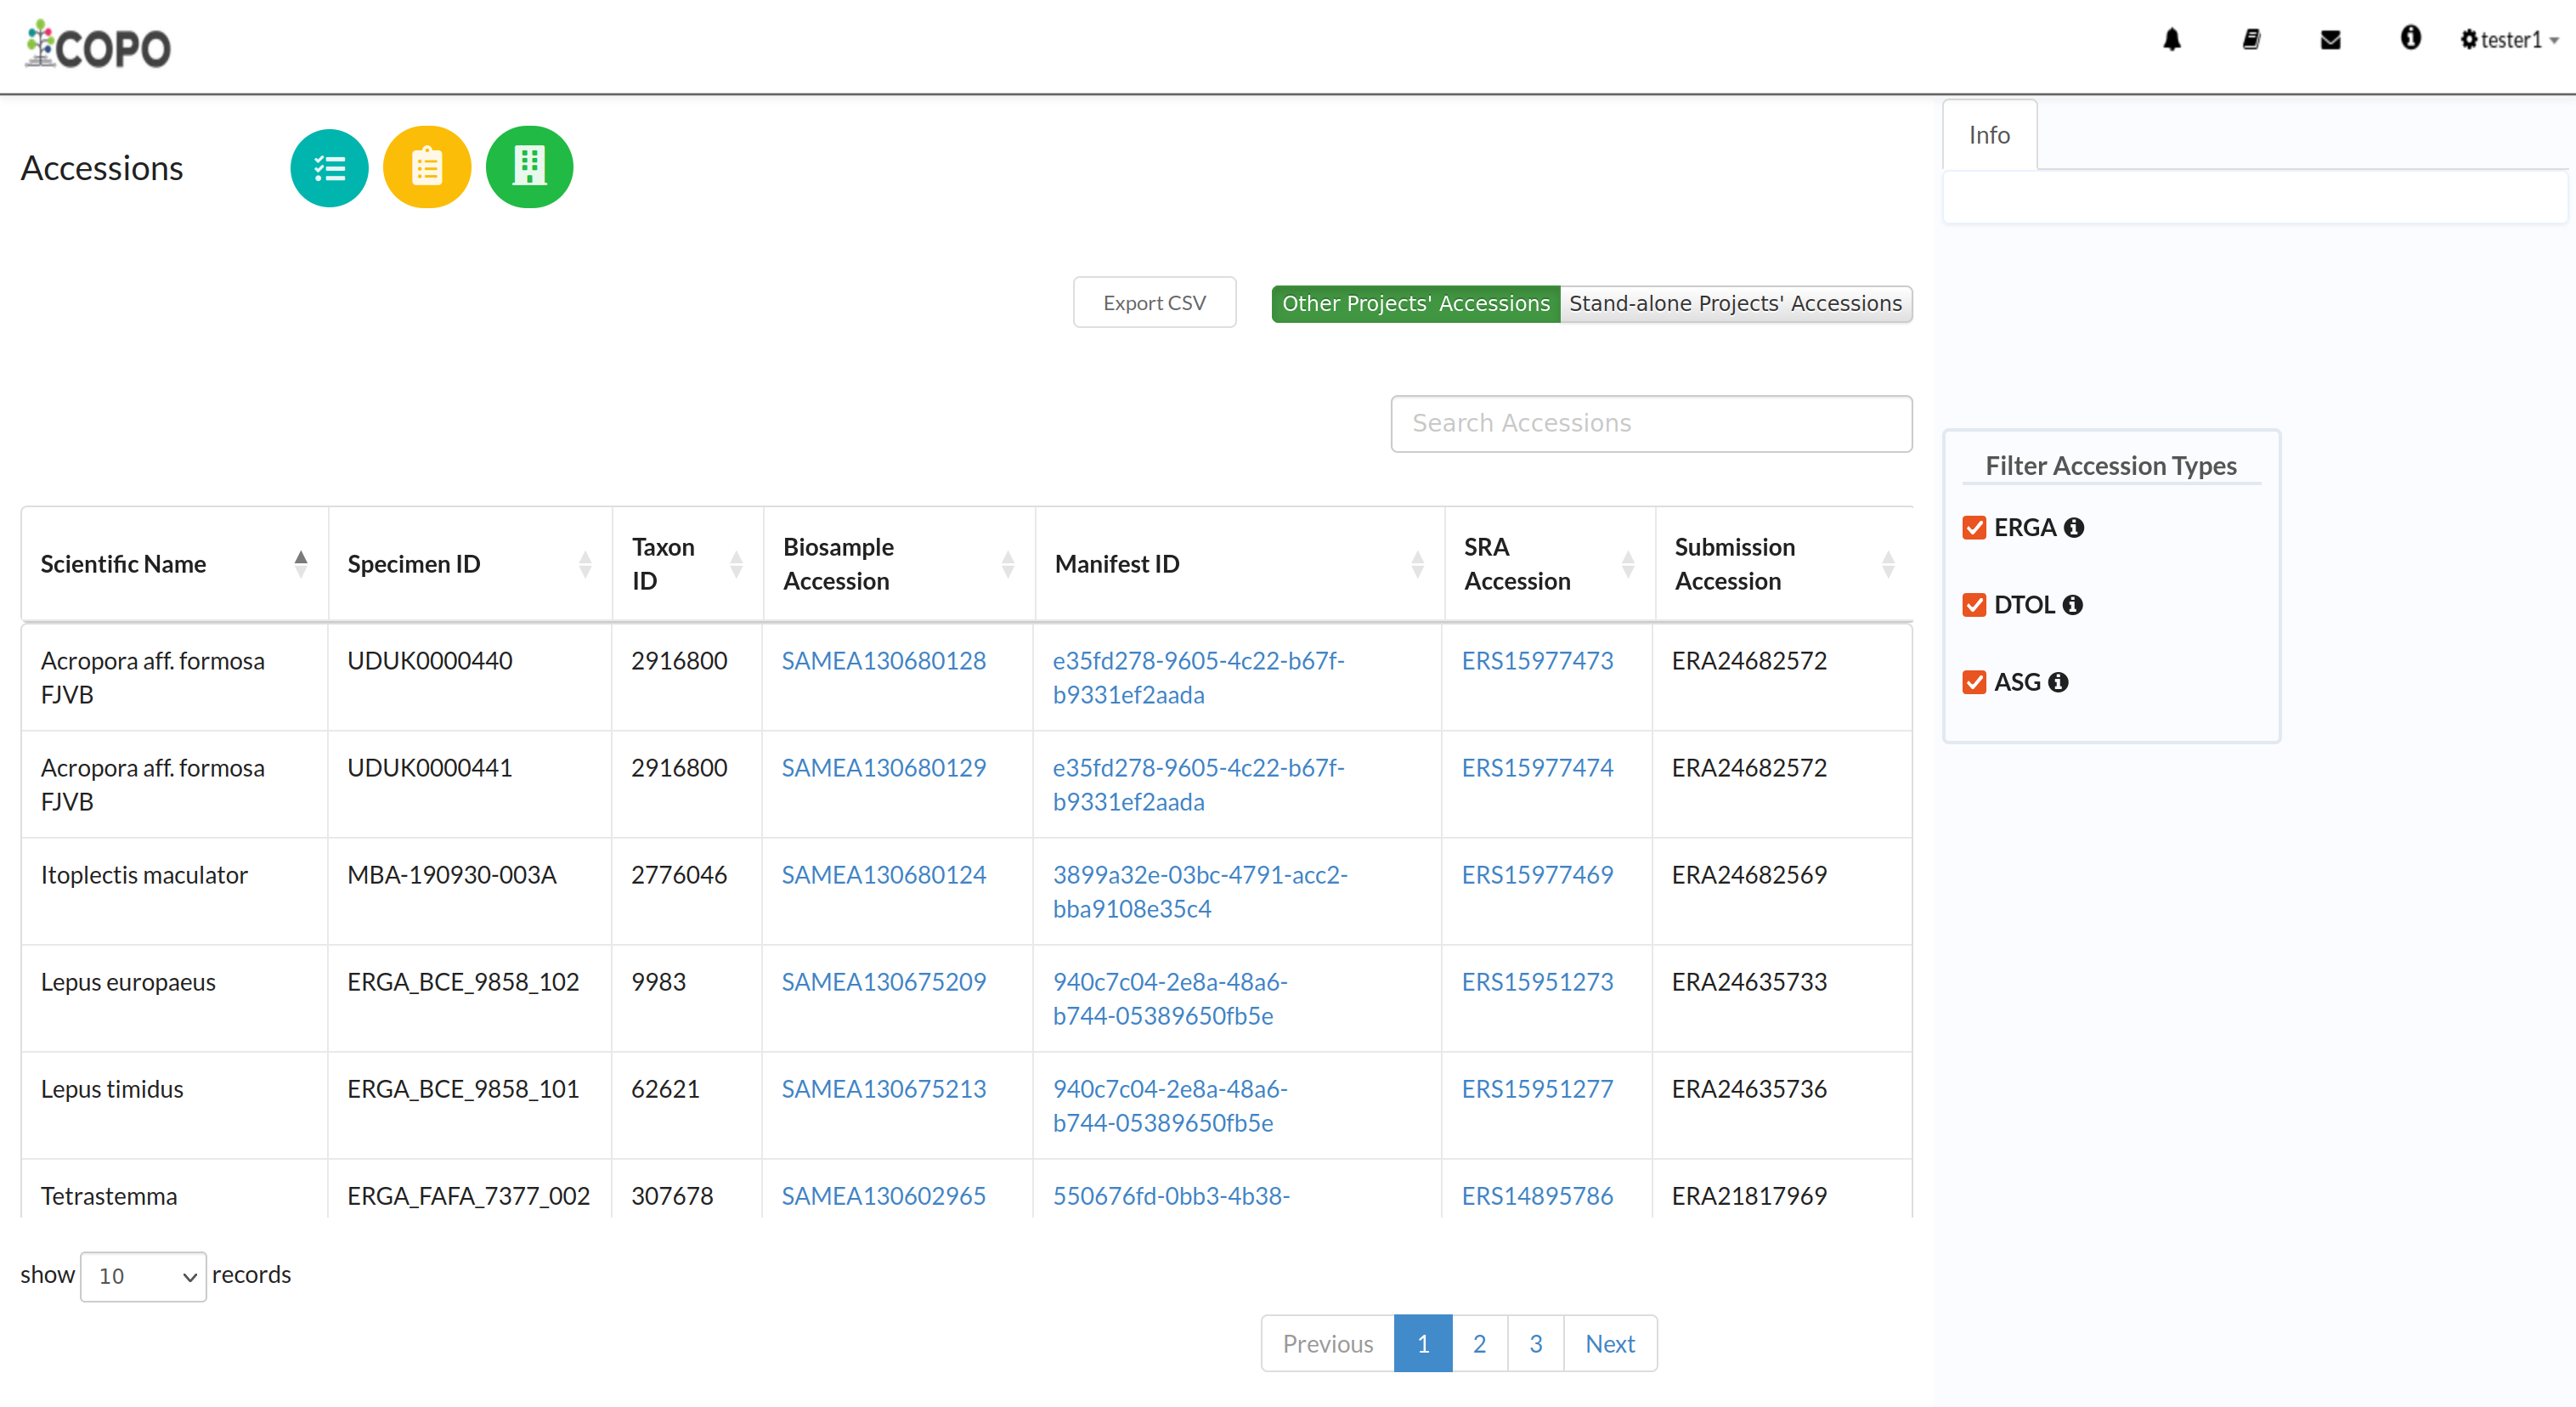 COPO
tester1
Accessions
Info
Export CSV
Other Projects' Accessions
Stand-alone Projects' Accessions
Search Accessions
Filter Accession Types
ERGA
DTOL
ASG
Scientific Name
Specimen ID
Taxon
ID
Biosample
Accession
Manifest ID
SRA
Accession
Submission
Accession
Acropora aff. formosa
FJVB
UDUK0000440
2916800
SAMEA130680128
e35fd278-9605-4c22-b67f-
b9331ef2aada
ERS15977473
ERA24682572
Acropora aff. formosa
FJVB
UDUK0000441
2916800
SAMEA130680129
e35fd278-9605-4c22-b67f-
b9331ef2aada
ERS15977474
ERA24682572
Itoplectis maculator
MBA-190930-003A
2776046
SAMEA130680124
3899a32e-03bc-4791-acc2-
bba9108e35c4
ERS15977469
ERA24682569
Lepus europaeus
ERGA_BCE_9858_102
9983
SAMEA130675209
940c7c04-2e8a-48a6-
b744-05389650fb5e
ERS15951273
ERA24635733
Lepus timidus
ERGA_BCE_9858_101
62621
SAMEA130675213
940c7c04-2e8a-48a6-
b744-05389650fb5e
ERS15951277
ERA24635736
Tetrastemma
ERGA_FAFA_7377_002
307678
SAMEA130602965
550676fd-0bb3-4b38-
ERS14895786
ERA21817969
show 10 records
Previous 1 2 3 Next